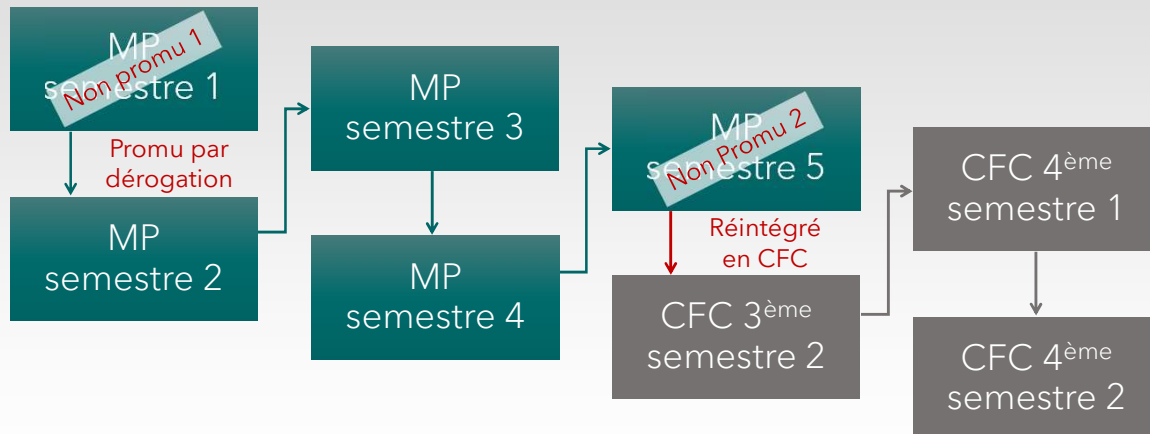 MP
semestre 1
Non promu 1
Promu par
dérogation
MP
semestre 2
MP
semestre 3
MP
semestre 4
MP
semestre 5
Non Promu 2
Réintégré
en CFC
CFC 3ème
semestre 2
CFC 4ème
semestre 1
CFC 4ème
semestre 2